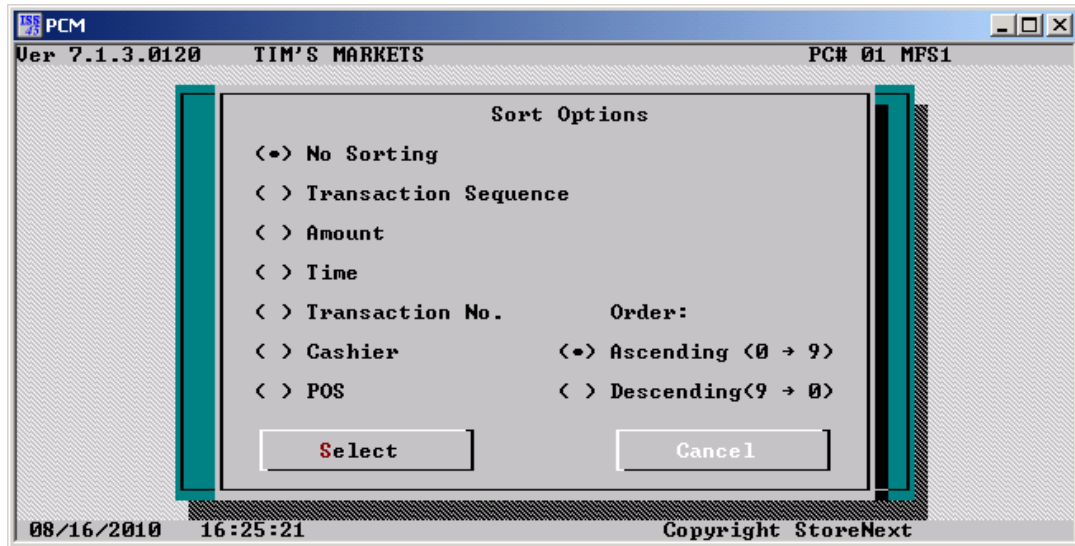 ISS 45 PCM
Ver 7.1.3.0120 TIM'S MARKETS PC# 01 MFS1
Sort Options
(•) No Sorting
( ) Transaction Sequence
( ) Amount
( ) Time
( ) Transaction No. Order:
( ) Cashier (•) Ascending (0 → 9)
( ) POS ( ) Descending(9 → 0)
Select Cancel
08/16/2010 16:25:21 Copyright StoreNext